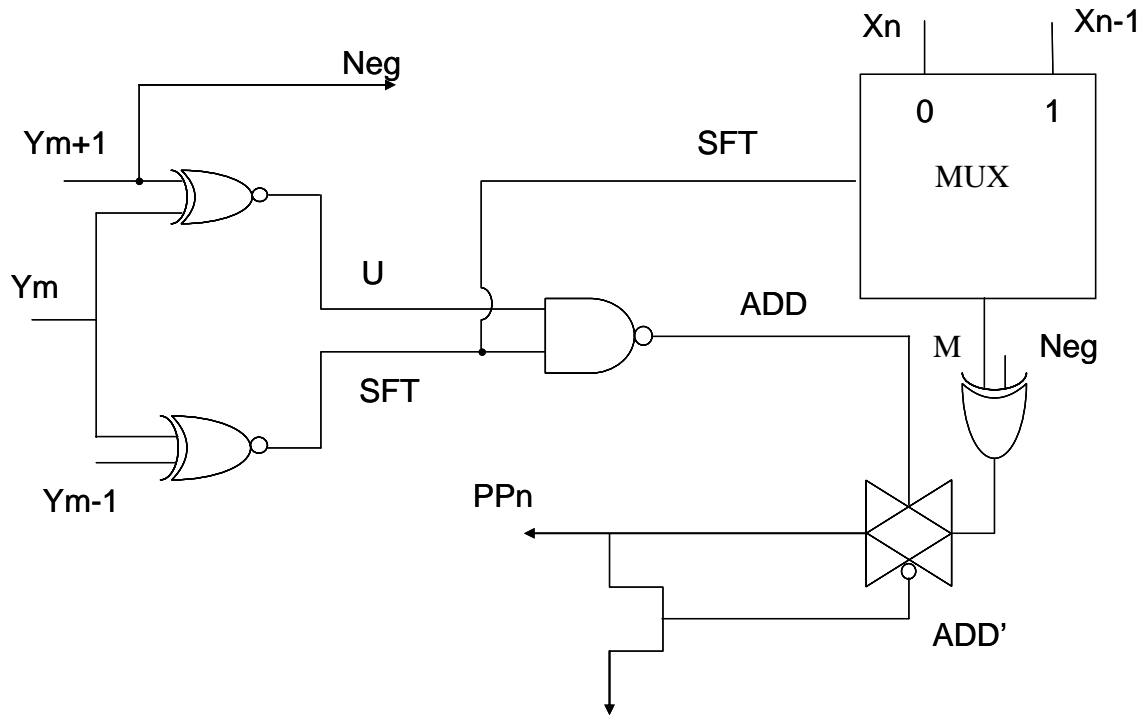 Xn
Xn-1
Neg
0 1
Ym+1
SFT
MUX
Ym
U
ADD
M
Neg
SFT
Ym-1
PPn
ADD’